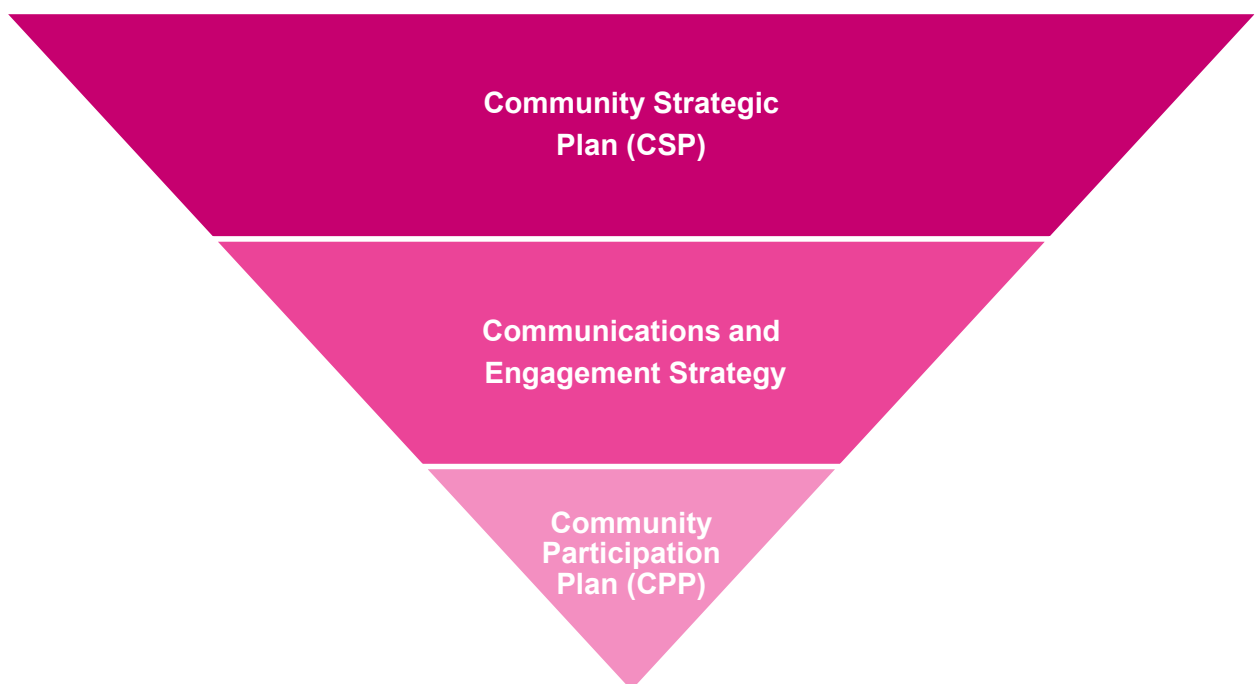 Community Strategic
Plan (CSP)
Communications and
Engagement Strategy
Community
Participation
Plan (CPP)